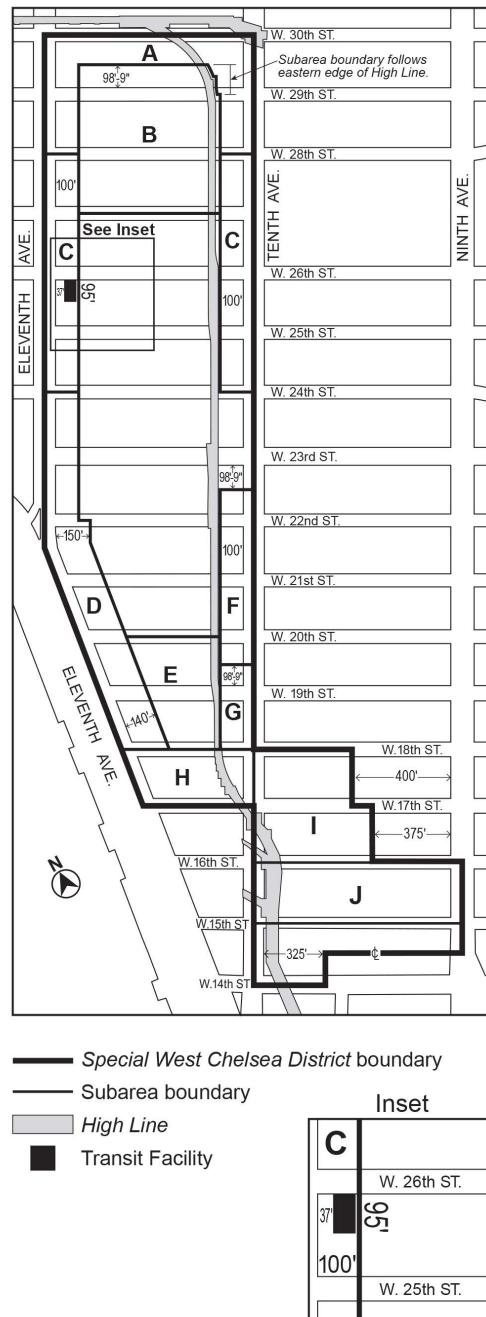 W. 30th ST.
A
Subarea boundary follows
eastern edge of High Line.
98'-9"
W. 29th ST.
B
W. 28th ST.
100'
See Inset
C
C
TENTH AVE.
NINTH AVE.
ELEVENTH AVE.
W. 26th ST.
37'
95'
100'
W. 25th ST.
W. 24th ST.
W. 23rd ST.
98'-9"
W. 22nd ST.
150'
100'
W. 21st ST.
D
F
W. 20th ST.
E
98'-9"
W. 19th ST.
G
140'
ELEVENTH AVE.
W.18th ST.
H
400'
W.17th ST.
I
375'
W.16th ST.
N
J
W.15th ST
325'
℄
W.14th ST
Special West Chelsea District boundary
Subarea boundary
High Line
Transit Facility
Inset
C
W. 26th ST.
37'
95'
100'
W. 25th ST.